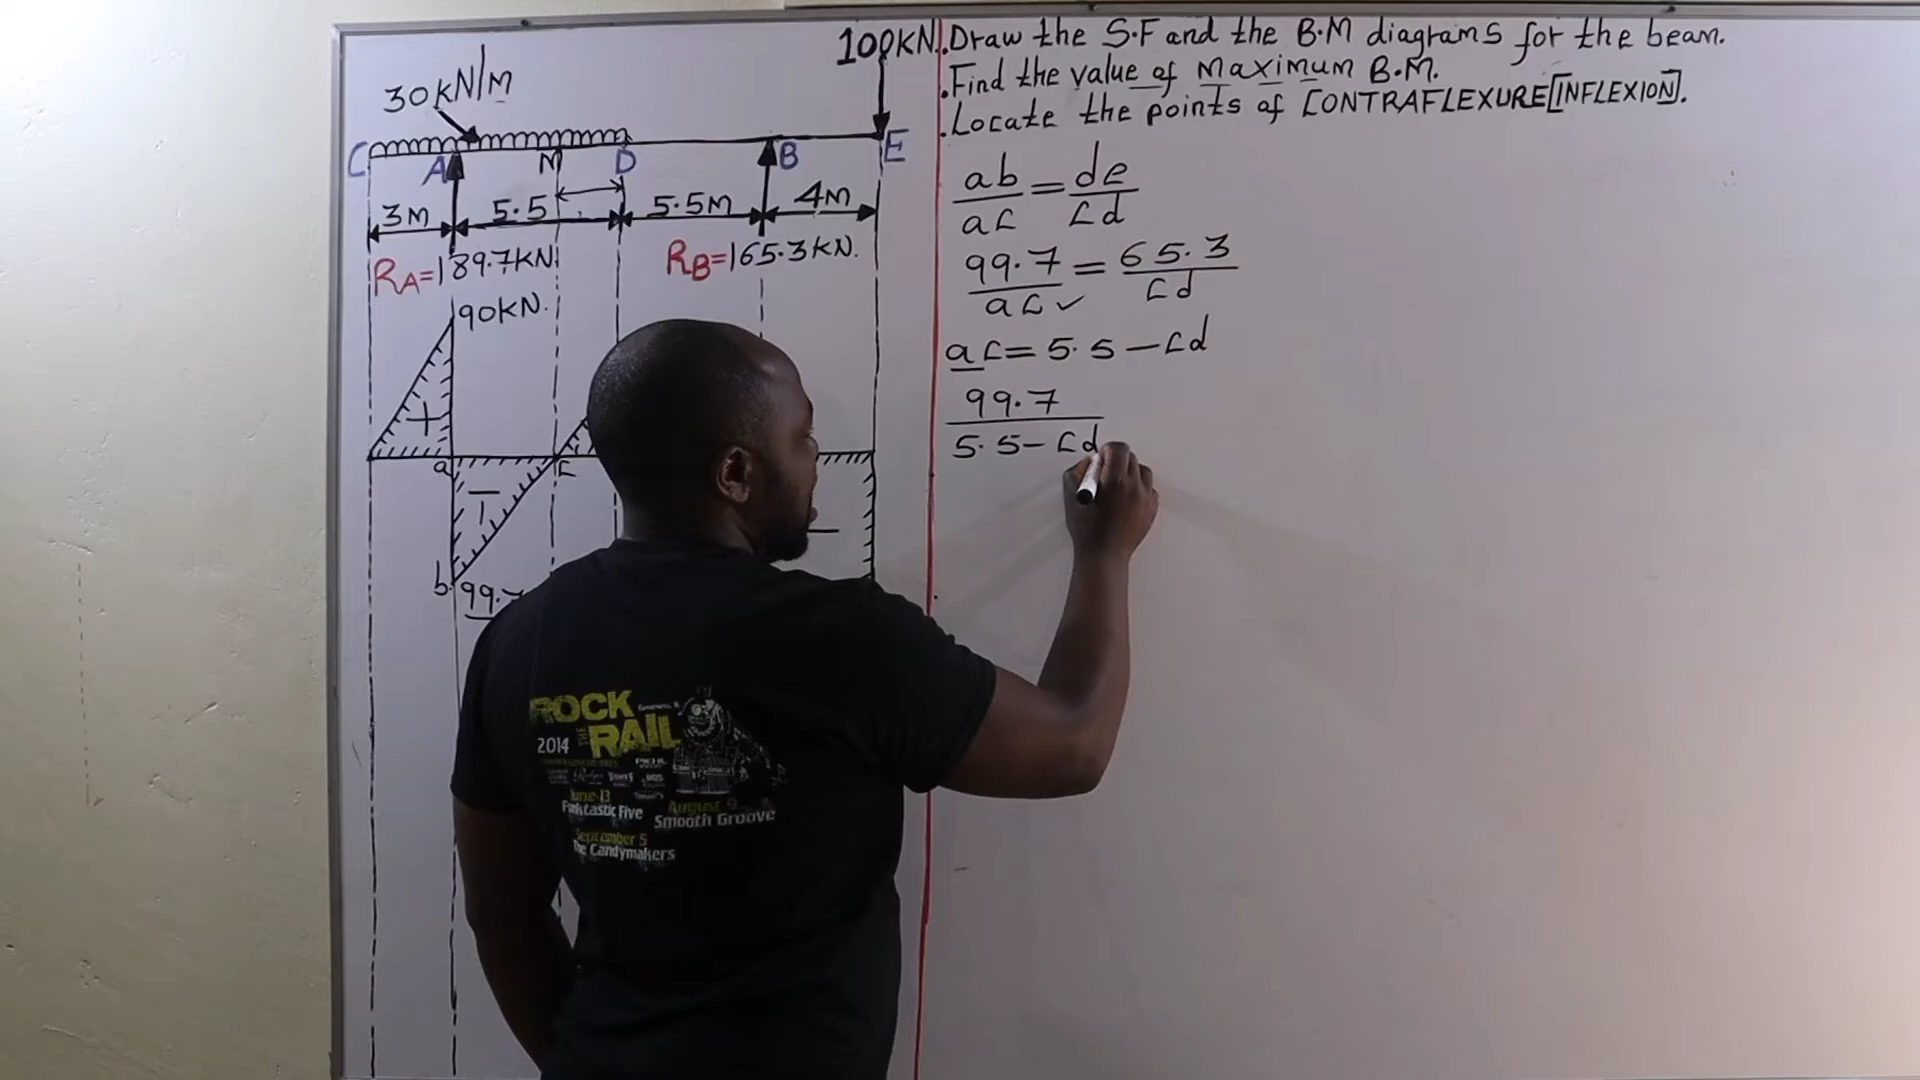 100KN
.Draw the S.F and the B.M diagrams for the beam.
.Find the value of maximum B.M.
.Locate the points of CONTRAFLEXURE[INFLEXION].
30KN/m
C A M D B E
3m 5.5 5.5m 4m
RA=189.7KN
RB=165.3KN.
90KN.
+
a c
−
b
99.7
−
ab/ac = de/cd
99.7/ac ✓ = 65.3/cd
ac = 5.5 − cd
99.7/5.5 − cd
ROCK
THE
RAIL
2014
June 13
Funktastic Five
August 9
Smooth Groove
September 5
The Candymakers